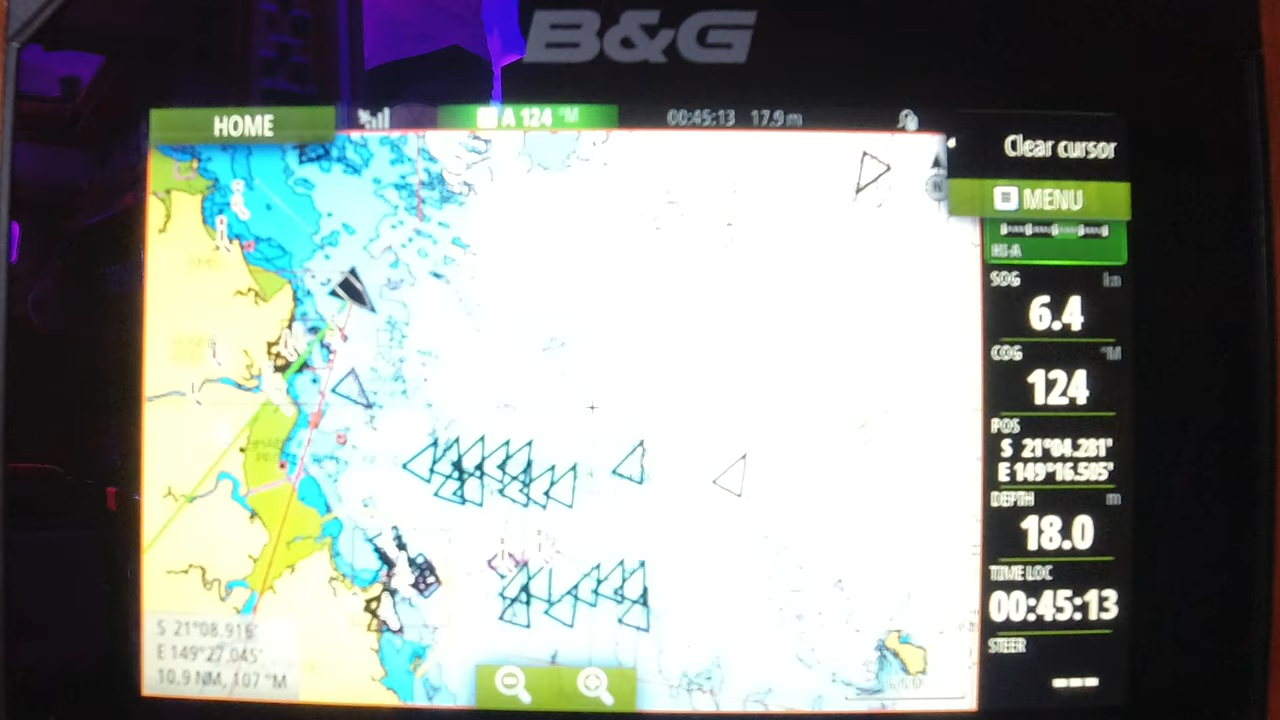 B&G
HOME
A 124 °M
00:45:13 17.9 m
Clear cursor
MENU
SOG kn
6.4
COG °M
124
POS
S 21°04.281'
E 149°16.505'
DEPTH m
18.0
TIME LOC
00:45:13
STEER
---
S 21°08.916'
E 149°27.045'
10.9 NM, 107 °M
N